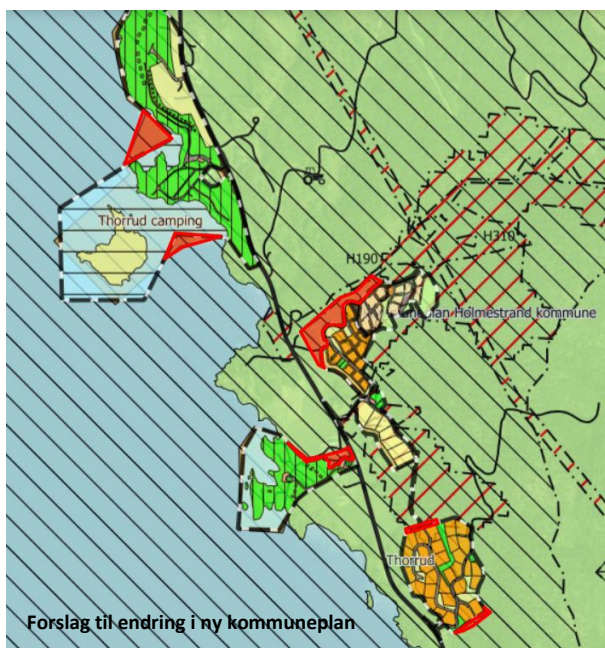 Thorrud camping
H310
H190
Holmestrand kommune
Thorrud
Forslag til endring i ny kommuneplan